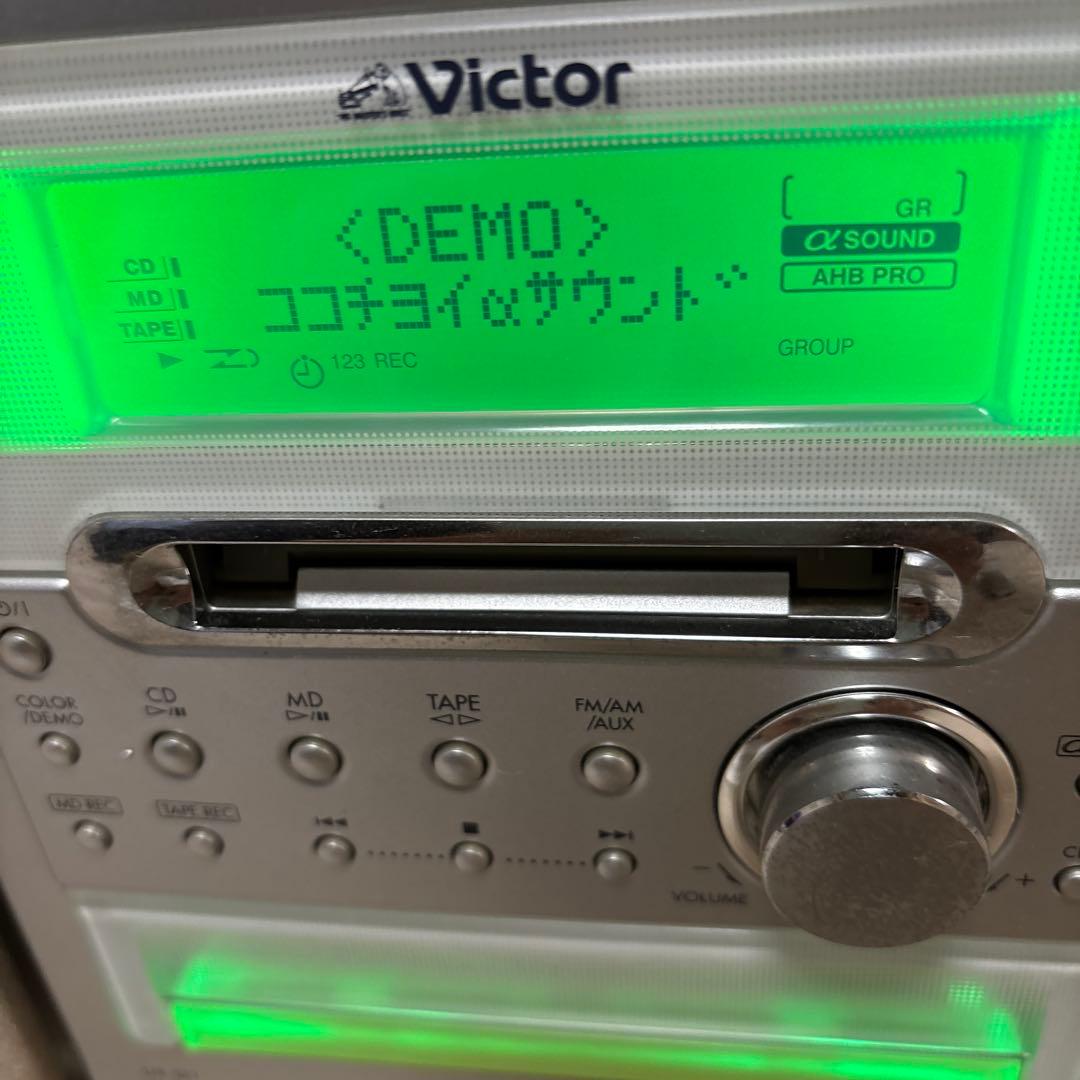 Victor
<DEMO>
ココチヨイαサウンド
CD
MD
TAPE
123 REC
GR
αSOUND
AHB PRO
GROUP
COLOR
/DEMO
CD
MD
TAPE
FM/AM
/AUX
MD REC
TAPE REC
− VOLUME +